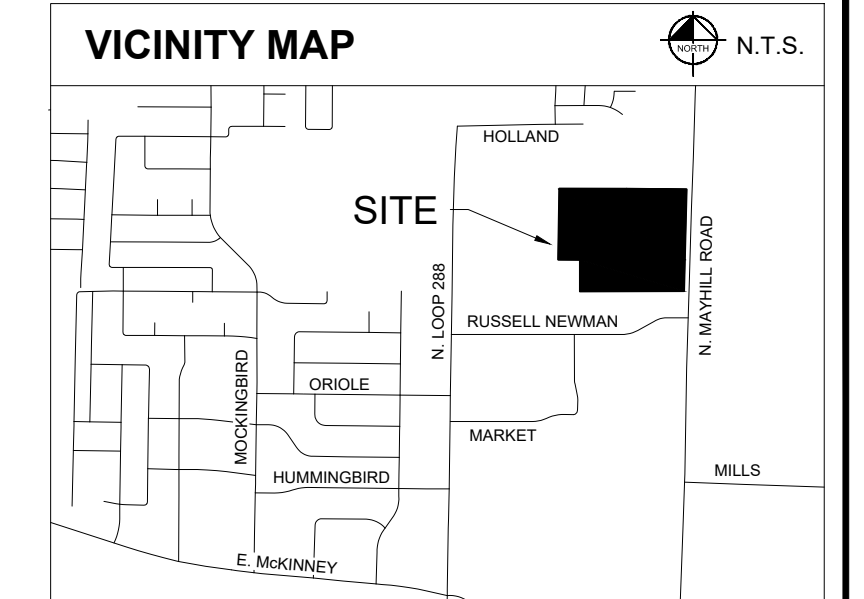 VICINITY MAP
NORTH
N.T.S.
HOLLAND
SITE
N. LOOP 288
N. MAYHILL ROAD
RUSSELL NEWMAN
MOCKINGBIRD
ORIOLE
MARKET
HUMMINGBIRD
MILLS
E. McKINNEY